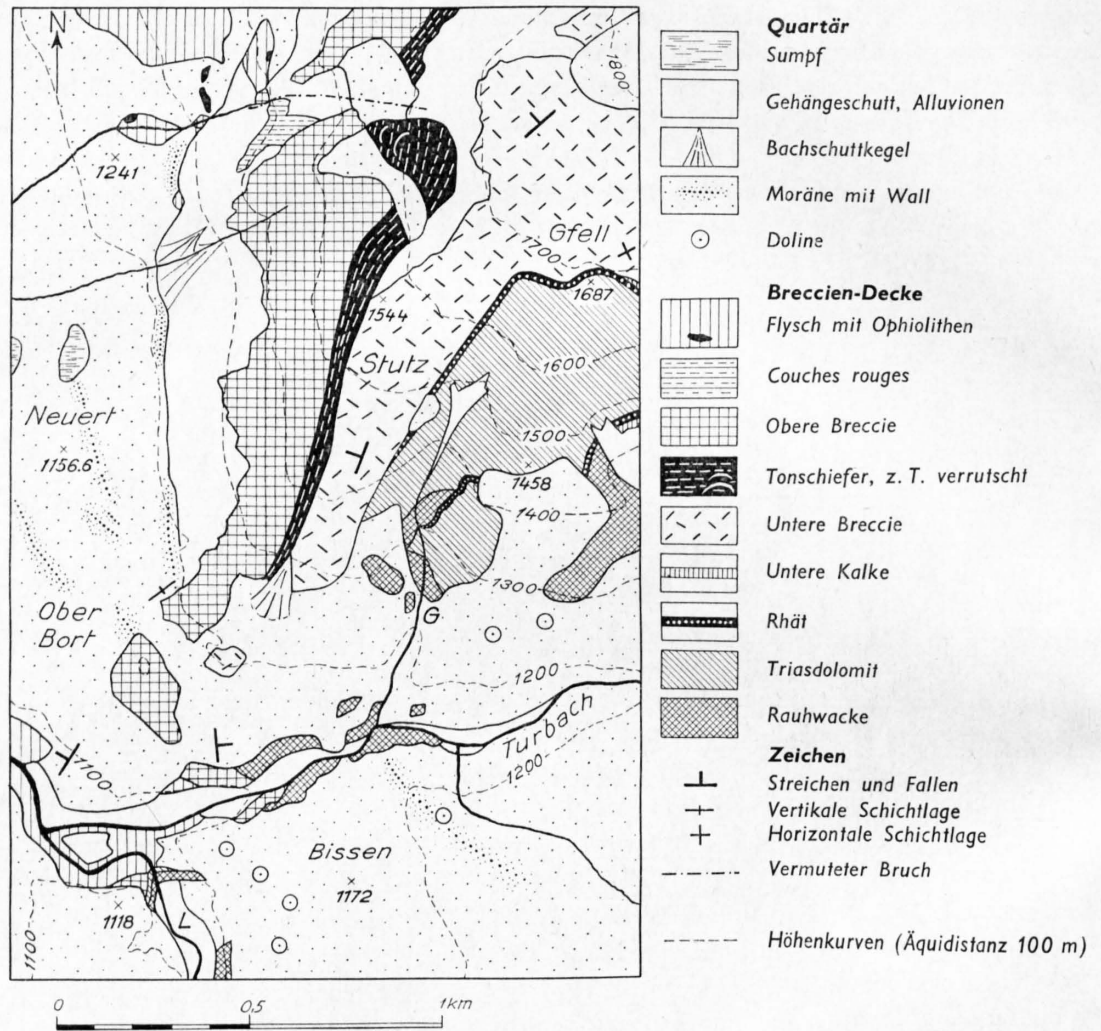 N
1800
1241
Gfell
1700
1687
1544
Stutz
1600
Neuert
1500
1156.6
1458
1400
1300
Ober
Bort
G
1200
Turbach
1200
1100
Bissen
1172
1118
L
1100
0 0,5 1km
Quartär
Sumpf
Gehängeschutt, Alluvionen
Bachschuttkegel
Moräne mit Wall
Doline
Breccien-Decke
Flysch mit Ophiolithen
Couches rouges
Obere Breccie
Tonschiefer, z. T. verrutscht
Untere Breccie
Untere Kalke
Rhät
Triasdolomit
Rauhwacke
Zeichen
Streichen und Fallen
Vertikale Schichtlage
Horizontale Schichtlage
Vermuteter Bruch
Höhenkurven (Äquidistanz 100 m)